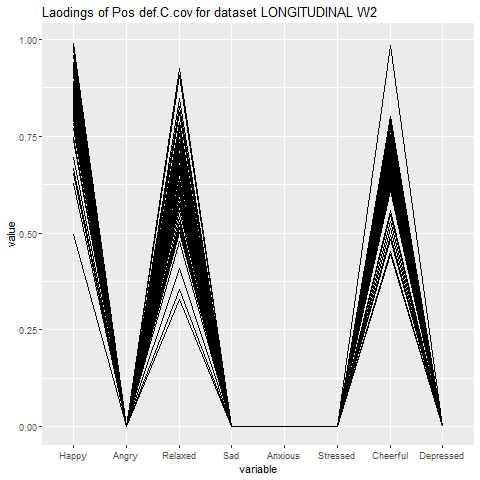 Laodings of Pos def.C.cov for dataset LONGITUDINAL W2
1.00
0.75
0.50
0.25
0.00
value
Happy Angry Relaxed Sad Anxious Stressed Cheerful Depressed
variable